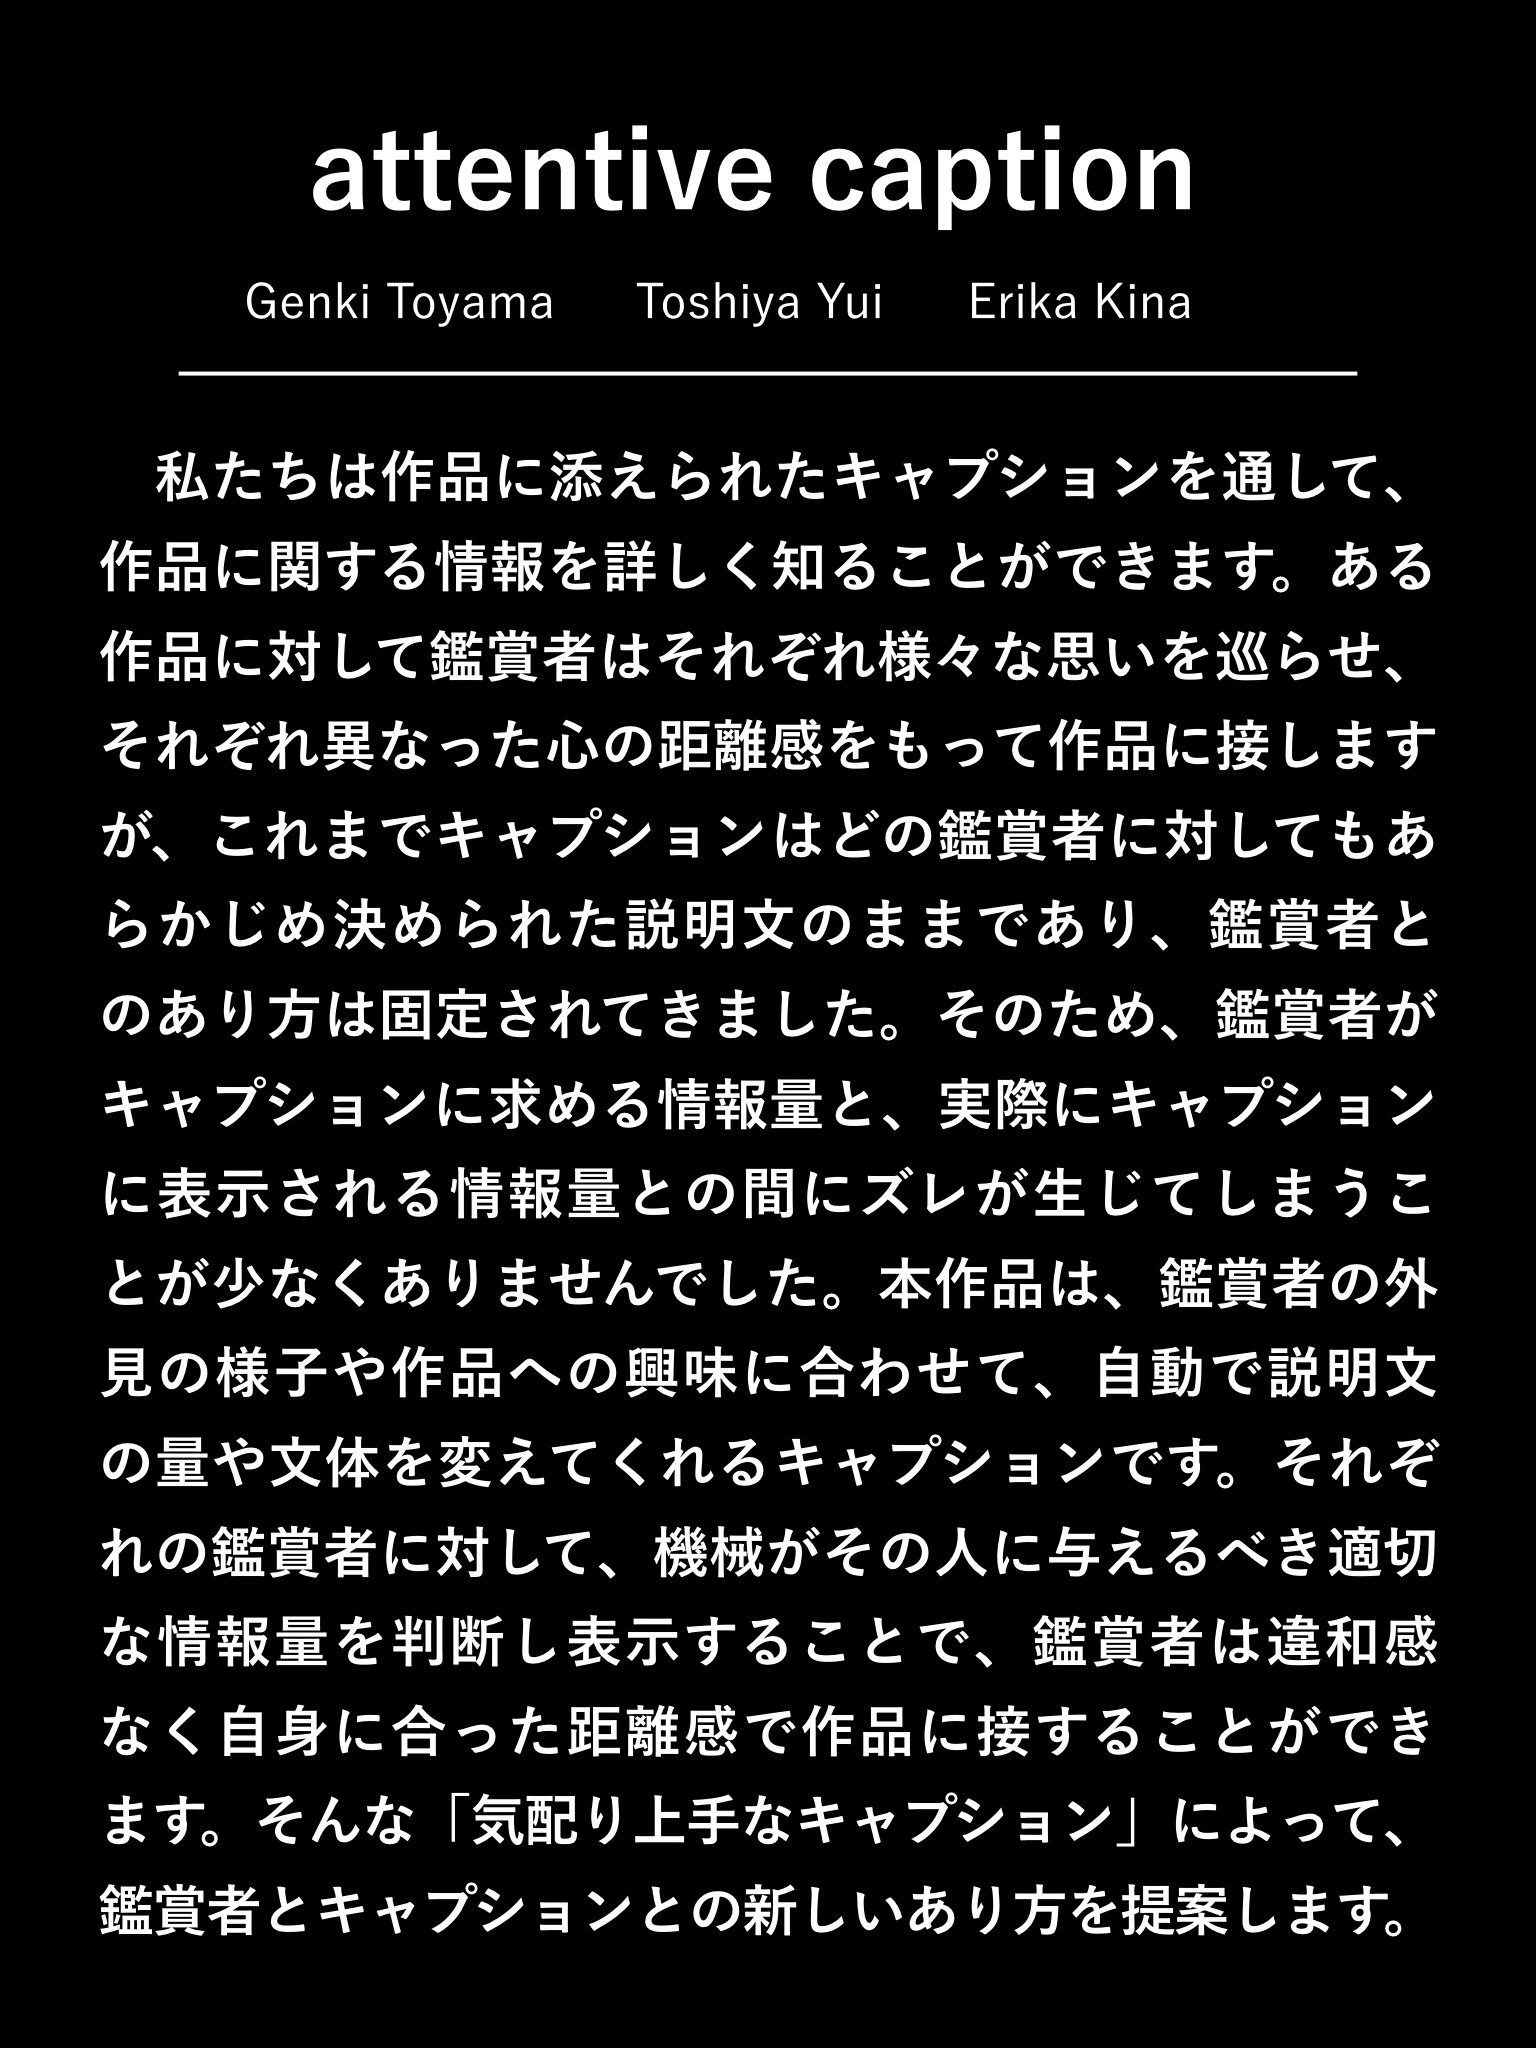 attentive caption
Genki Toyama Toshiya Yui Erika Kina
　私たちは作品に添えられたキャプションを通して、
作品に関する情報を詳しく知ることができます。ある
作品に対して鑑賞者はそれぞれ様々な思いを巡らせ、
それぞれ異なった心の距離感をもって作品に接します
が、これまでキャプションはどの鑑賞者に対してもあ
らかじめ決められた説明文のままであり、鑑賞者と
のあり方は固定されてきました。そのため、鑑賞者が
キャプションに求める情報量と、実際にキャプション
に表示される情報量との間にズレが生じてしまうこ
とが少なくありませんでした。本作品は、鑑賞者の外
見の様子や作品への興味に合わせて、自動で説明文
の量や文体を変えてくれるキャプションです。それぞ
れの鑑賞者に対して、機械がその人に与えるべき適切
な情報量を判断し表示することで、鑑賞者は違和感
なく自身に合った距離感で作品に接することができ
ます。そんな「気配り上手なキャプション」によって、
鑑賞者とキャプションとの新しいあり方を提案します。